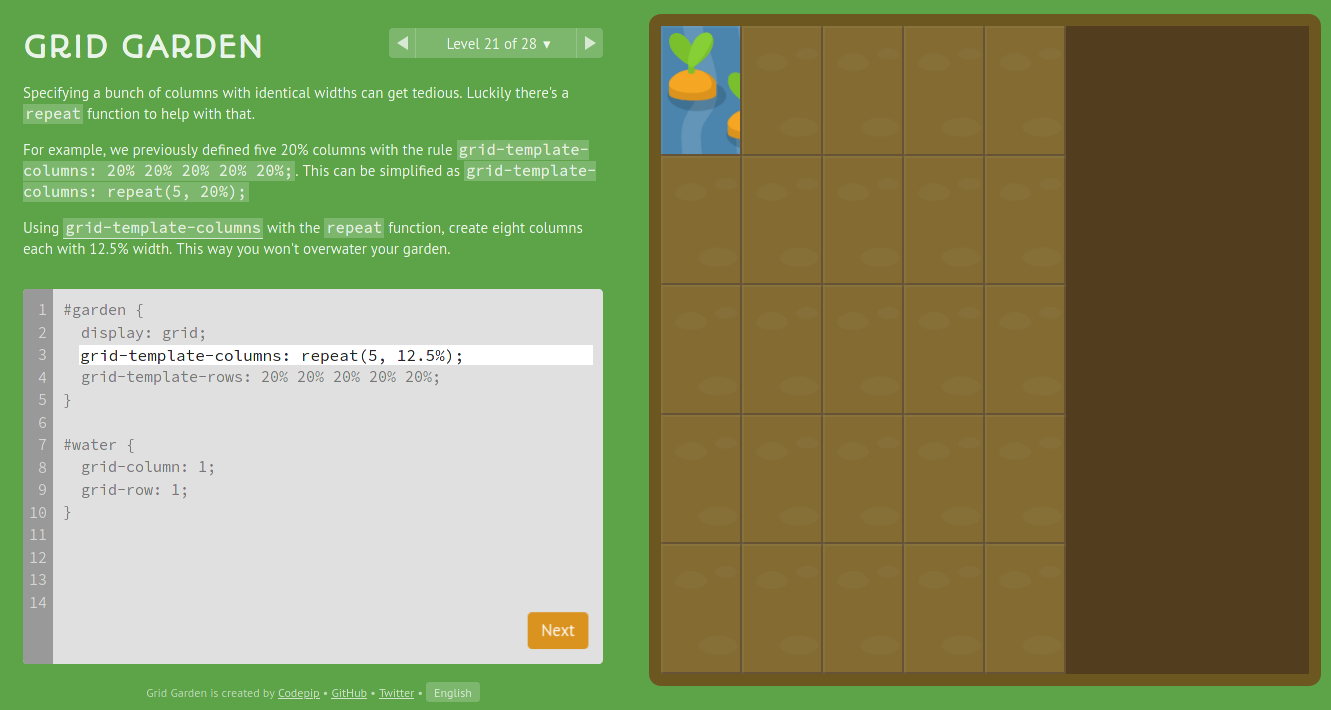 GRID GARDEN
Level 21 of 28 ▾
Specifying a bunch of columns with identical widths can get tedious. Luckily there's a
repeat function to help with that.
For example, we previously defined five 20% columns with the rule grid-template-
columns: 20% 20% 20% 20% 20%;. This can be simplified as grid-template-
columns: repeat(5, 20%);
Using grid-template-columns with the repeat function, create eight columns
each with 12.5% width. This way you won't overwater your garden.
1 #garden {
2 display: grid;
3 grid-template-columns: repeat(5, 12.5%);
4 grid-template-rows: 20% 20% 20% 20% 20%;
5 }
6
7 #water {
8 grid-column: 1;
9 grid-row: 1;
10 }
11
12
13
14
Next
Grid Garden is created by Codepip • GitHub • Twitter • English